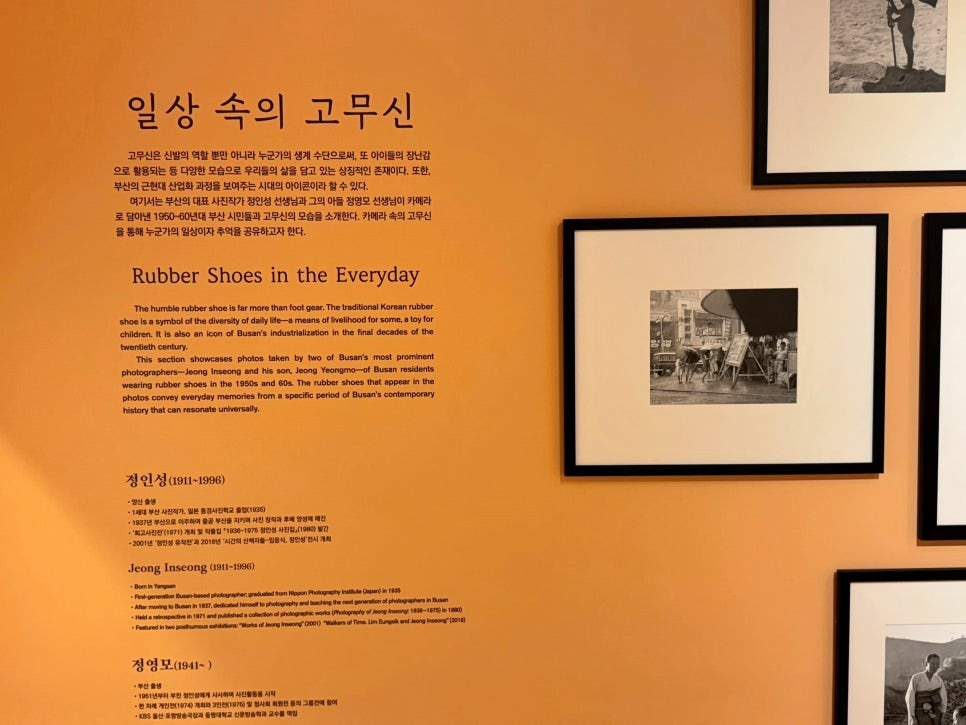 일상 속의 고무신
고무신은 신발의 역할 뿐만 아니라 누군가의 생계 수단으로써, 또 아이들의 장난감
으로 활용되는 등 다양한 모습으로 우리들의 삶을 담고 있는 상징적인 존재이다. 또한,
부산의 근현대 산업화 과정을 보여주는 시대의 아이콘이라 할 수 있다.
여기서는 부산의 대표 사진작가 정인성 선생님과 그의 아들 정영모 선생님이 카메라
로 담아낸 1950~60년대 부산 시민들과 고무신의 모습을 소개한다. 카메라 속의 고무신
을 통해 누군가의 일상이자 추억을 공유하고자 한다.
Rubber Shoes in the Everyday
The humble rubber shoe is far more than foot gear. The traditional Korean rubber
shoe is a symbol of the diversity of daily life—a means of livelihood for some, a toy for
children. It is also an icon of Busan's industrialization in the final decades of the
twentieth century.
This section showcases photos taken by two of Busan's most prominent
photographers—Jeong Inseong and his son, Jeong Yeongmo—of Busan residents
wearing rubber shoes in the 1950s and 60s. The rubber shoes that appear in the
photos convey everyday memories from a specific period of Busan's contemporary
history that can resonate universally.
정인성(1911~1996)
• 양산 출생
• 1세대 부산 사진작가, 일본 동경사진학교 졸업(1935)
• 1937년 부산으로 이주하여 줄곧 부산을 지키며 사진 창작과 후배 양성에 매진
• '회고사진전'(1971) 개최 및 작품집 『1936~1975 정인성 사진집』(1980) 발간
• 2001년 '정인성 유작전'과 2016년 '시간의 산책자들-임응식, 정인성'전시 개최
Jeong Inseong (1911~1996)
• Born in Yangsan
• First-generation Busan-based photographer; graduated from Nippon Photography Institute (Japan) in 1935
• After moving to Busan in 1937, dedicated himself to photography and teaching the next generation of photographers in Busan
• Held a retrospective in 1971 and published a collection of photographic works (Photography of Jeong Inseong: 1936~1975) in 1980)
• Featured in two posthumous exhibitions: "Works of Jeong Inseong" (2001) "Walkers of Time. Lim Eungsik and Jeong Inseong" (2016)
정영모(1941~ )
• 부산 출생
• 1951년부터 부친 정인성에게 사사하며 사진활동을 시작
• 한 차례 개인전(1974) 개최와 3인전(1975) 및 청사회 회원전 등의 그룹전에 참여
• KBS 울산·포항방송국장과 동명대학교 신문방송학과 교수를 역임